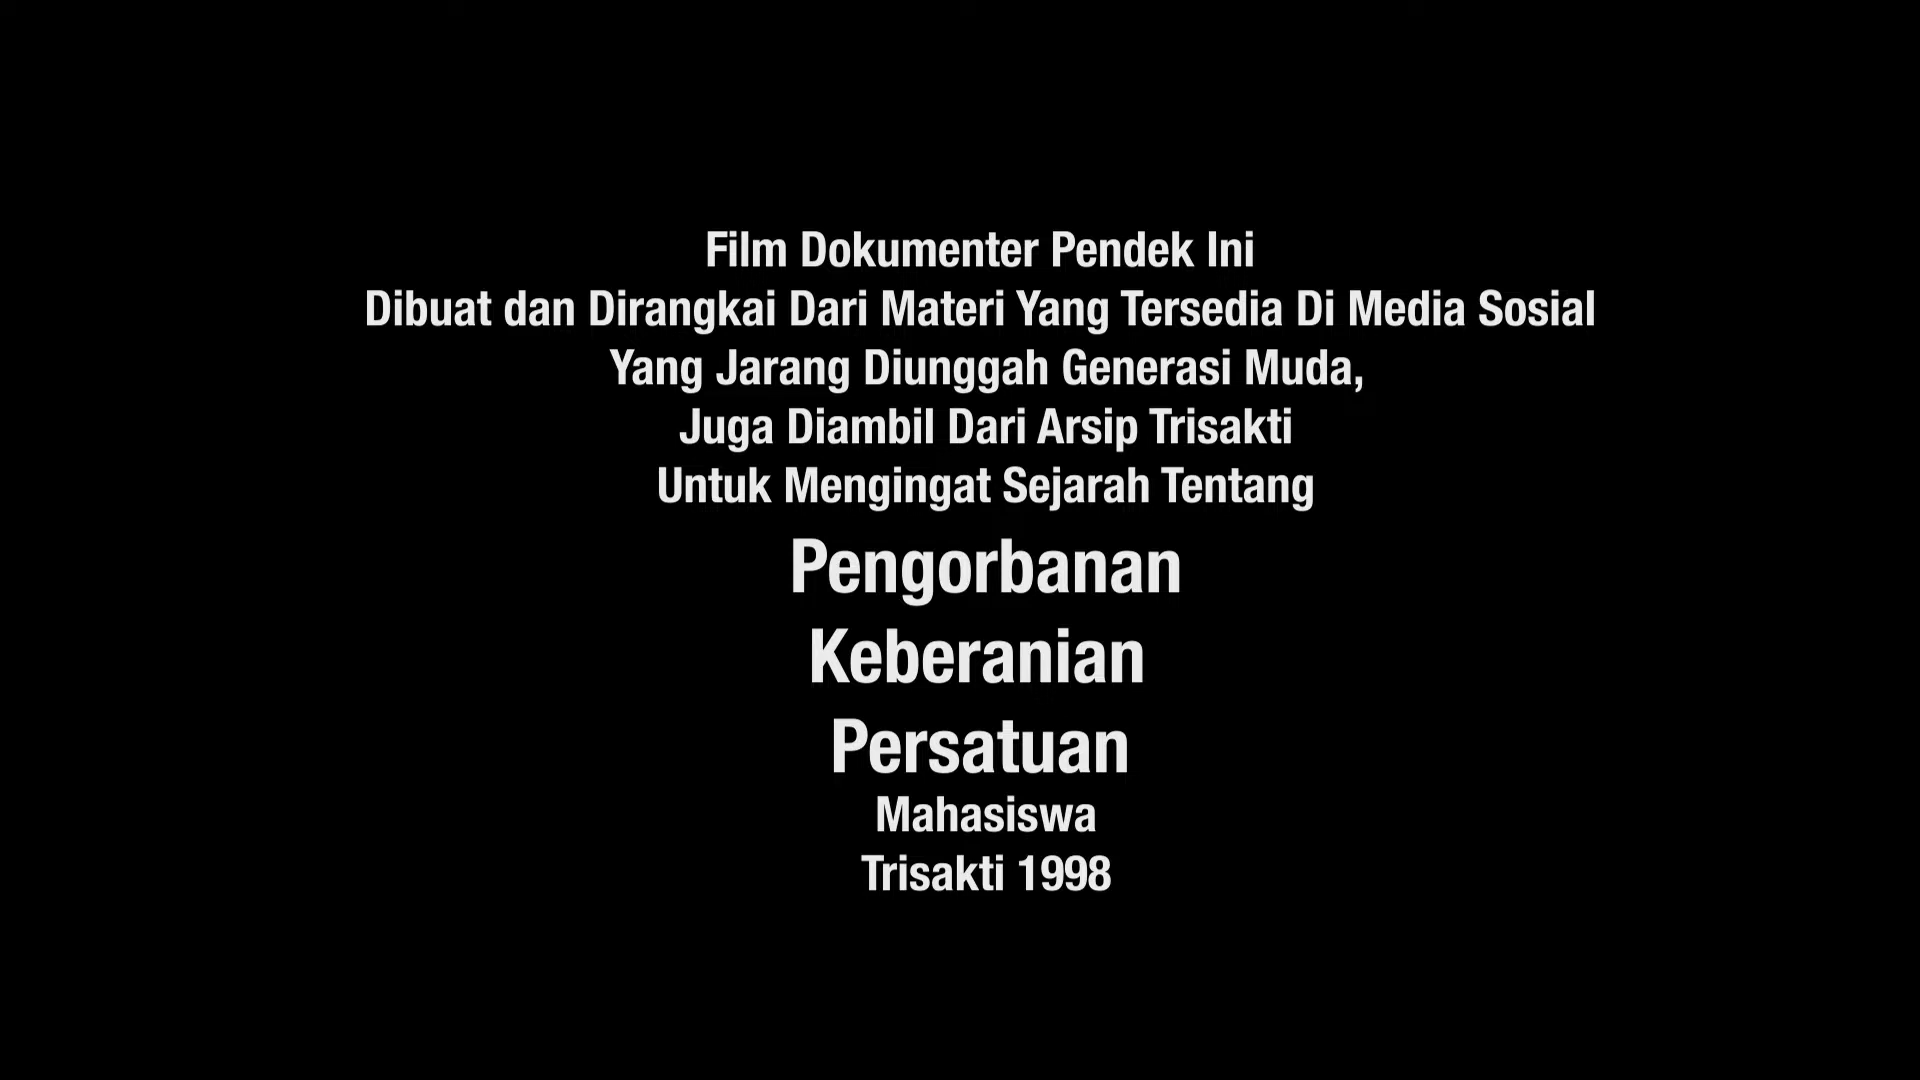 Film Dokumenter Pendek Ini
Dibuat dan Dirangkai Dari Materi Yang Tersedia Di Media Sosial
Yang Jarang Diunggah Generasi Muda,
Juga Diambil Dari Arsip Trisakti
Untuk Mengingat Sejarah Tentang
Pengorbanan
Keberanian
Persatuan
Mahasiswa
Trisakti 1998